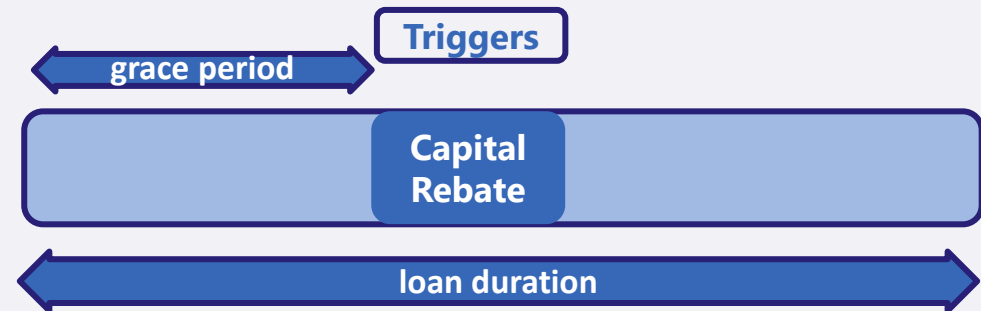 Triggers
grace period
Capital
Rebate
loan duration